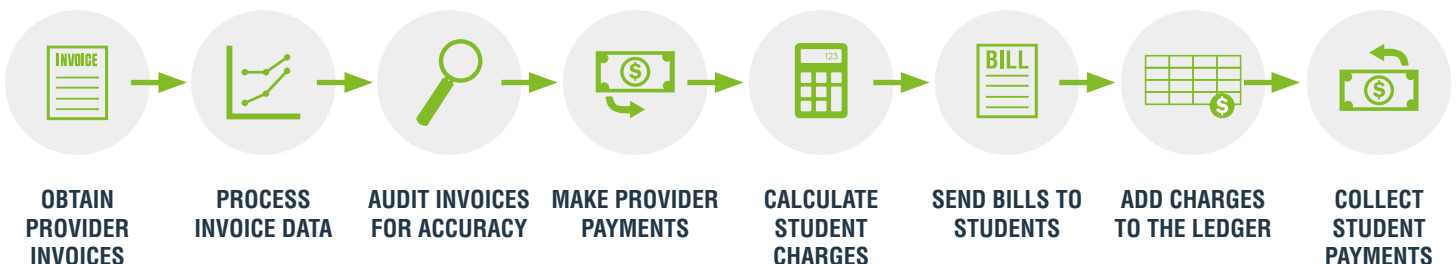 INVOICE
123
BILL
OBTAIN
PROVIDER
INVOICES
PROCESS
INVOICE DATA
AUDIT INVOICES
FOR ACCURACY
MAKE PROVIDER
PAYMENTS
CALCULATE
STUDENT
CHARGES
SEND BILLS TO
STUDENTS
ADD CHARGES
TO THE LEDGER
COLLECT
STUDENT
PAYMENTS